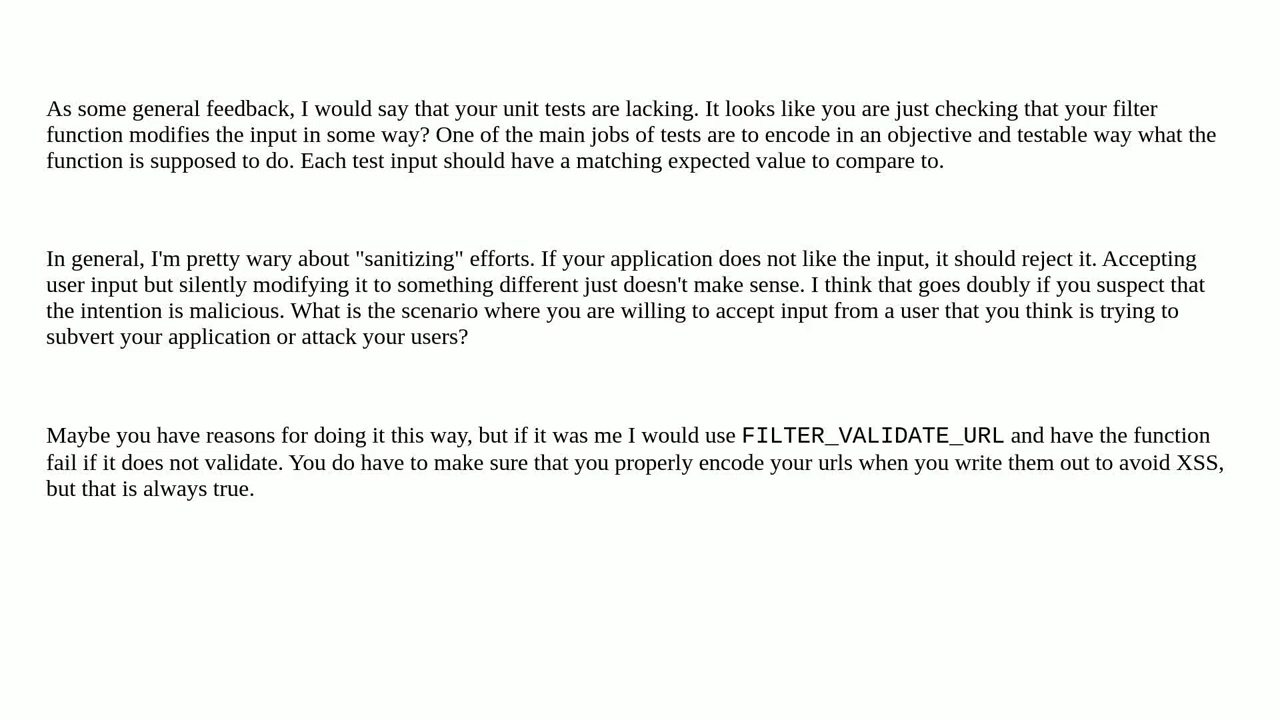 As some general feedback, I would say that your unit tests are lacking. It looks like you are just checking that your filter
function modifies the input in some way? One of the main jobs of tests are to encode in an objective and testable way what the
function is supposed to do. Each test input should have a matching expected value to compare to.
In general, I'm pretty wary about "sanitizing" efforts. If your application does not like the input, it should reject it. Accepting
user input but silently modifying it to something different just doesn't make sense. I think that goes doubly if you suspect that
the intention is malicious. What is the scenario where you are willing to accept input from a user that you think is trying to
subvert your application or attack your users?
Maybe you have reasons for doing it this way, but if it was me I would use FILTER_VALIDATE_URL and have the function
fail if it does not validate. You do have to make sure that you properly encode your urls when you write them out to avoid XSS,
but that is always true.